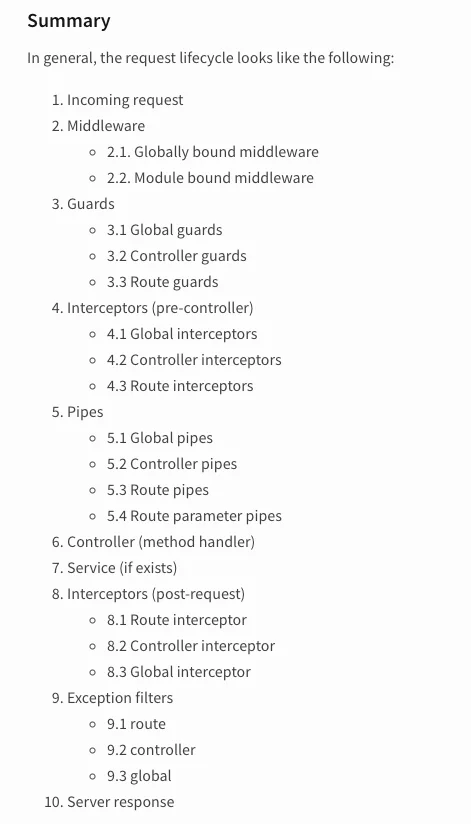 Summary
In general, the request lifecycle looks like the following:
1. Incoming request
2. Middleware
◦ 2.1. Globally bound middleware
◦ 2.2. Module bound middleware
3. Guards
◦ 3.1 Global guards
◦ 3.2 Controller guards
◦ 3.3 Route guards
4. Interceptors (pre-controller)
◦ 4.1 Global interceptors
◦ 4.2 Controller interceptors
◦ 4.3 Route interceptors
5. Pipes
◦ 5.1 Global pipes
◦ 5.2 Controller pipes
◦ 5.3 Route pipes
◦ 5.4 Route parameter pipes
6. Controller (method handler)
7. Service (if exists)
8. Interceptors (post-request)
◦ 8.1 Route interceptor
◦ 8.2 Controller interceptor
◦ 8.3 Global interceptor
9. Exception filters
◦ 9.1 route
◦ 9.2 controller
◦ 9.3 global
10. Server response